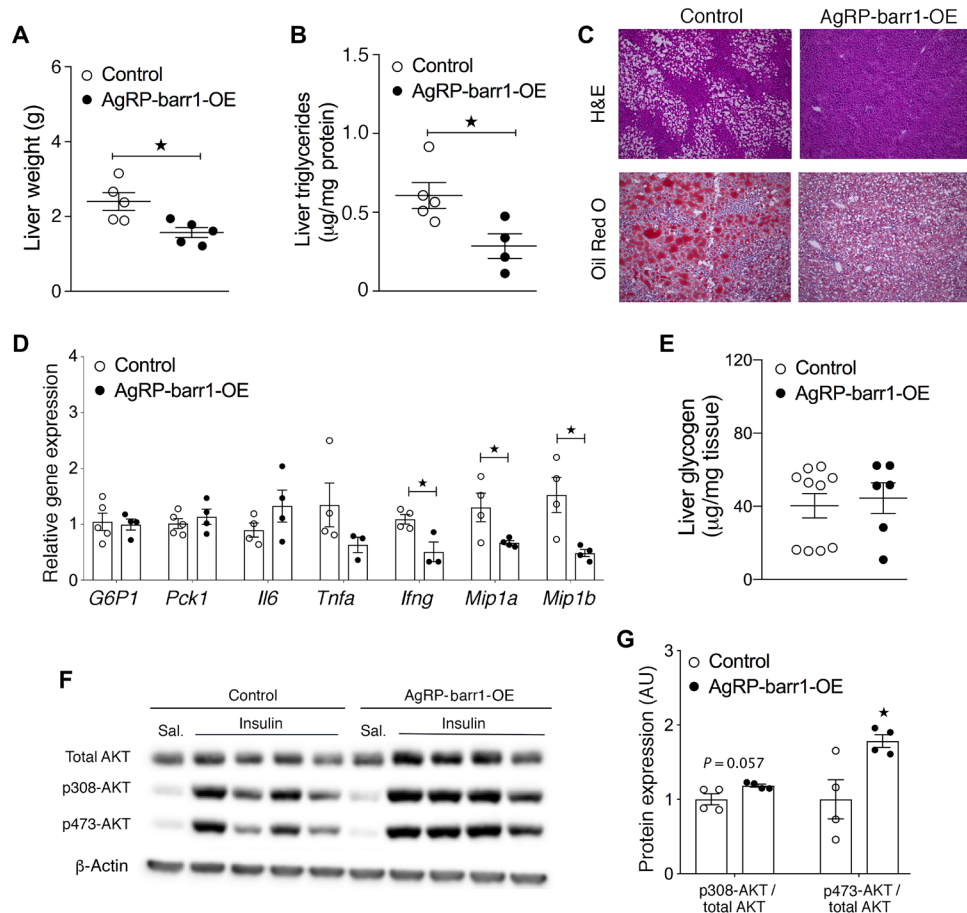 A
Liver weight (g)
6
4
2
0
Control
AgRP-barr1-OE
★
B
Liver triglycerides
(μg/mg protein)
1.5
1.0
0.5
0.0
Control
AgRP-barr1-OE
★
C
Control
AgRP-barr1-OE
H&E
Oil Red O
D
Relative gene expression
4
3
2
1
0
Control
AgRP-barr1-OE
★
★
★
G6P1 Pck1 Il6 Tnfa Ifng Mip1a Mip1b
E
Liver glycogen
(μg/mg tissue)
120
80
40
0
Control
AgRP-barr1-OE
F
Control AgRP-barr1-OE
Sal. Insulin Sal. Insulin
Total AKT
p308-AKT
p473-AKT
β-Actin
G
Protein expression (AU)
3
2
1
0
Control
AgRP-barr1-OE
★
P = 0.057
p308-AKT / p473-AKT /
total AKT total AKT